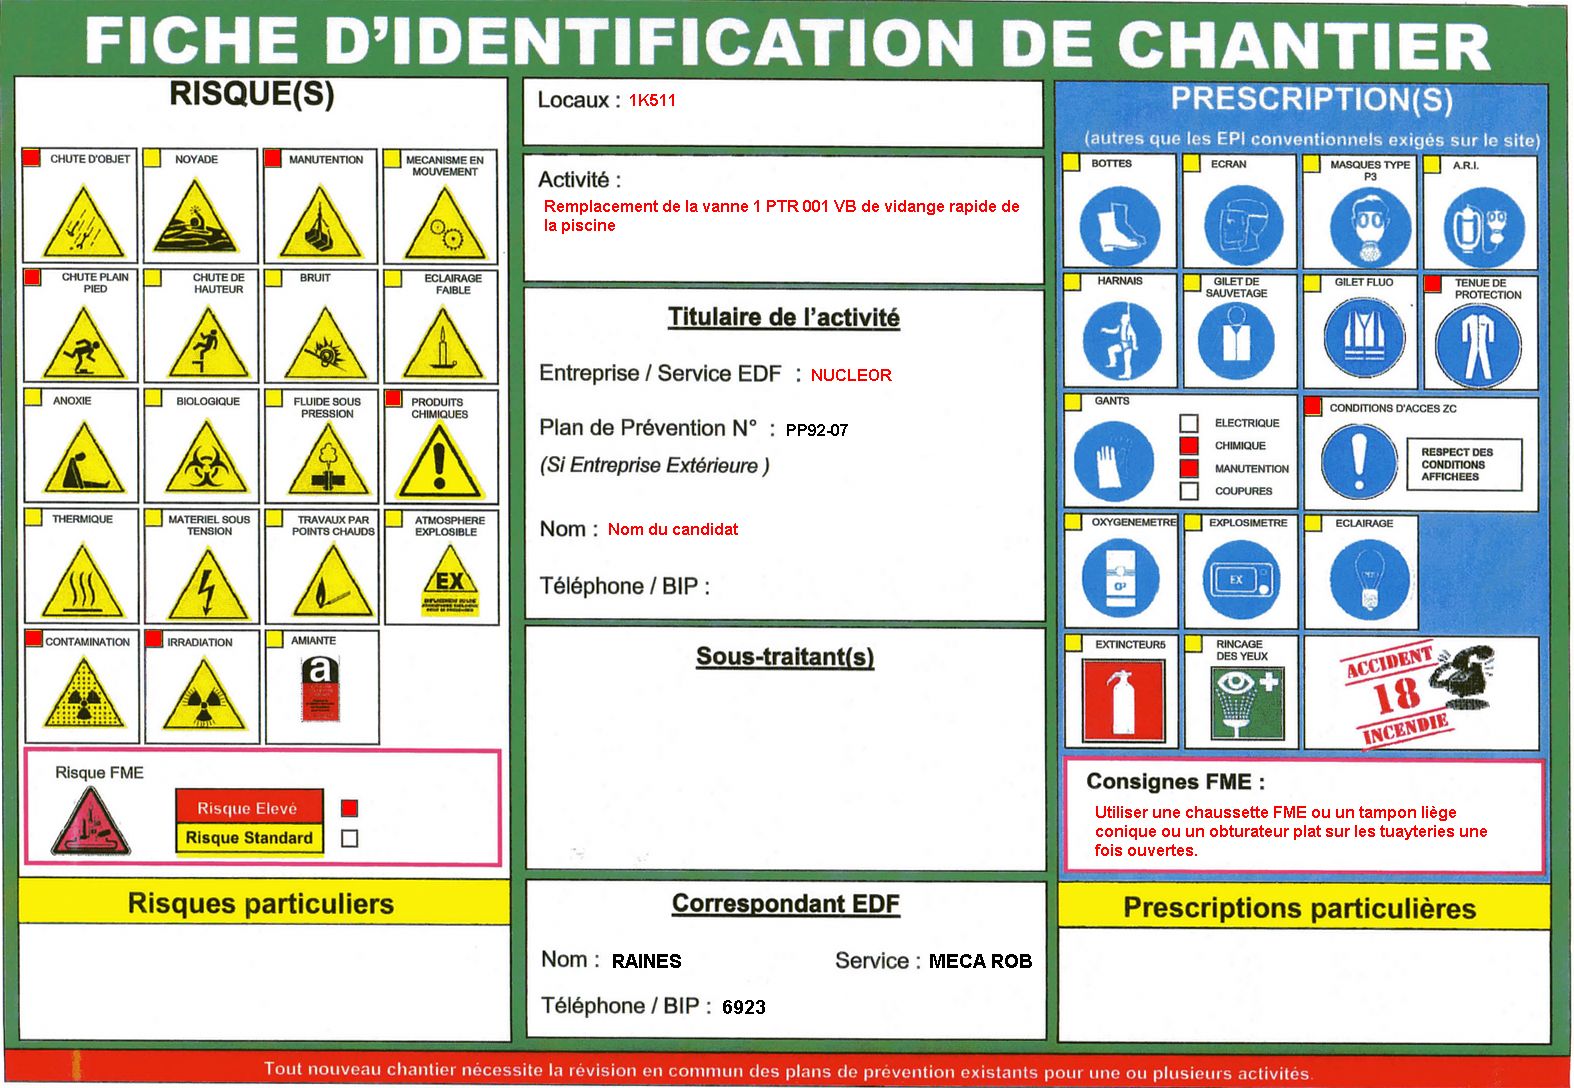 FICHE D'IDENTIFICATION DE CHANTIER
RISQUE(S)
CHUTE D'OBJET
NOYADE
MANUTENTION
MECANISME EN
MOUVEMENT
CHUTE PLAIN
PIED
CHUTE DE
HAUTEUR
BRUIT
ECLAIRAGE
FAIBLE
ANOXIE
BIOLOGIQUE
FLUIDE SOUS
PRESSION
PRODUITS
CHIMIQUES
THERMIQUE
MATERIEL SOUS
TENSION
TRAVAUX PAR
POINTS CHAUDS
ATMOSPHERE
EXPLOSIBLE
EX
CONTAMINATION
IRRADIATION
AMIANTE
a
Risque FME
Risque Elevé
Risque Standard
Risques particuliers
Locaux : 1K511
Activité :
Remplacement de la vanne 1 PTR 001 VB de vidange rapide de
la piscine
Titulaire de l'activité
Entreprise / Service EDF : NUCLEOR
Plan de Prévention N° : PP92-07
(Si Entreprise Extérieure )
Nom : Nom du candidat
Téléphone / BIP :
Sous-traitant(s)
Correspondant EDF
Nom : RAINES Service : MECA ROB
Téléphone / BIP : 6923
PRESCRIPTION(S)
(autres que les EPI conventionnels exigés sur le site)
BOTTES
ECRAN
MASQUES TYPE
P3
A.R.I.
HARNAIS
GILET DE
SAUVETAGE
GILET FLUO
TENUE DE
PROTECTION
GANTS
ELECTRIQUE
CHIMIQUE
MANUTENTION
COUPURES
CONDITIONS D'ACCES ZC
RESPECT DES
CONDITIONS
AFFICHEES
OXYGENEMETRE
EXPLOSIMETRE
EX
ECLAIRAGE
EXTINCTEURS
RINCAGE
DES YEUX
ACCIDENT
18
INCENDIE
Consignes FME :
Utiliser une chaussette FME ou un tampon liège
conique ou un obturateur plat sur les tuayteries une
fois ouvertes.
Prescriptions particulières
Tout nouveau chantier nécessite la révision en commun des plans de prévention existants pour une ou plusieurs activités.